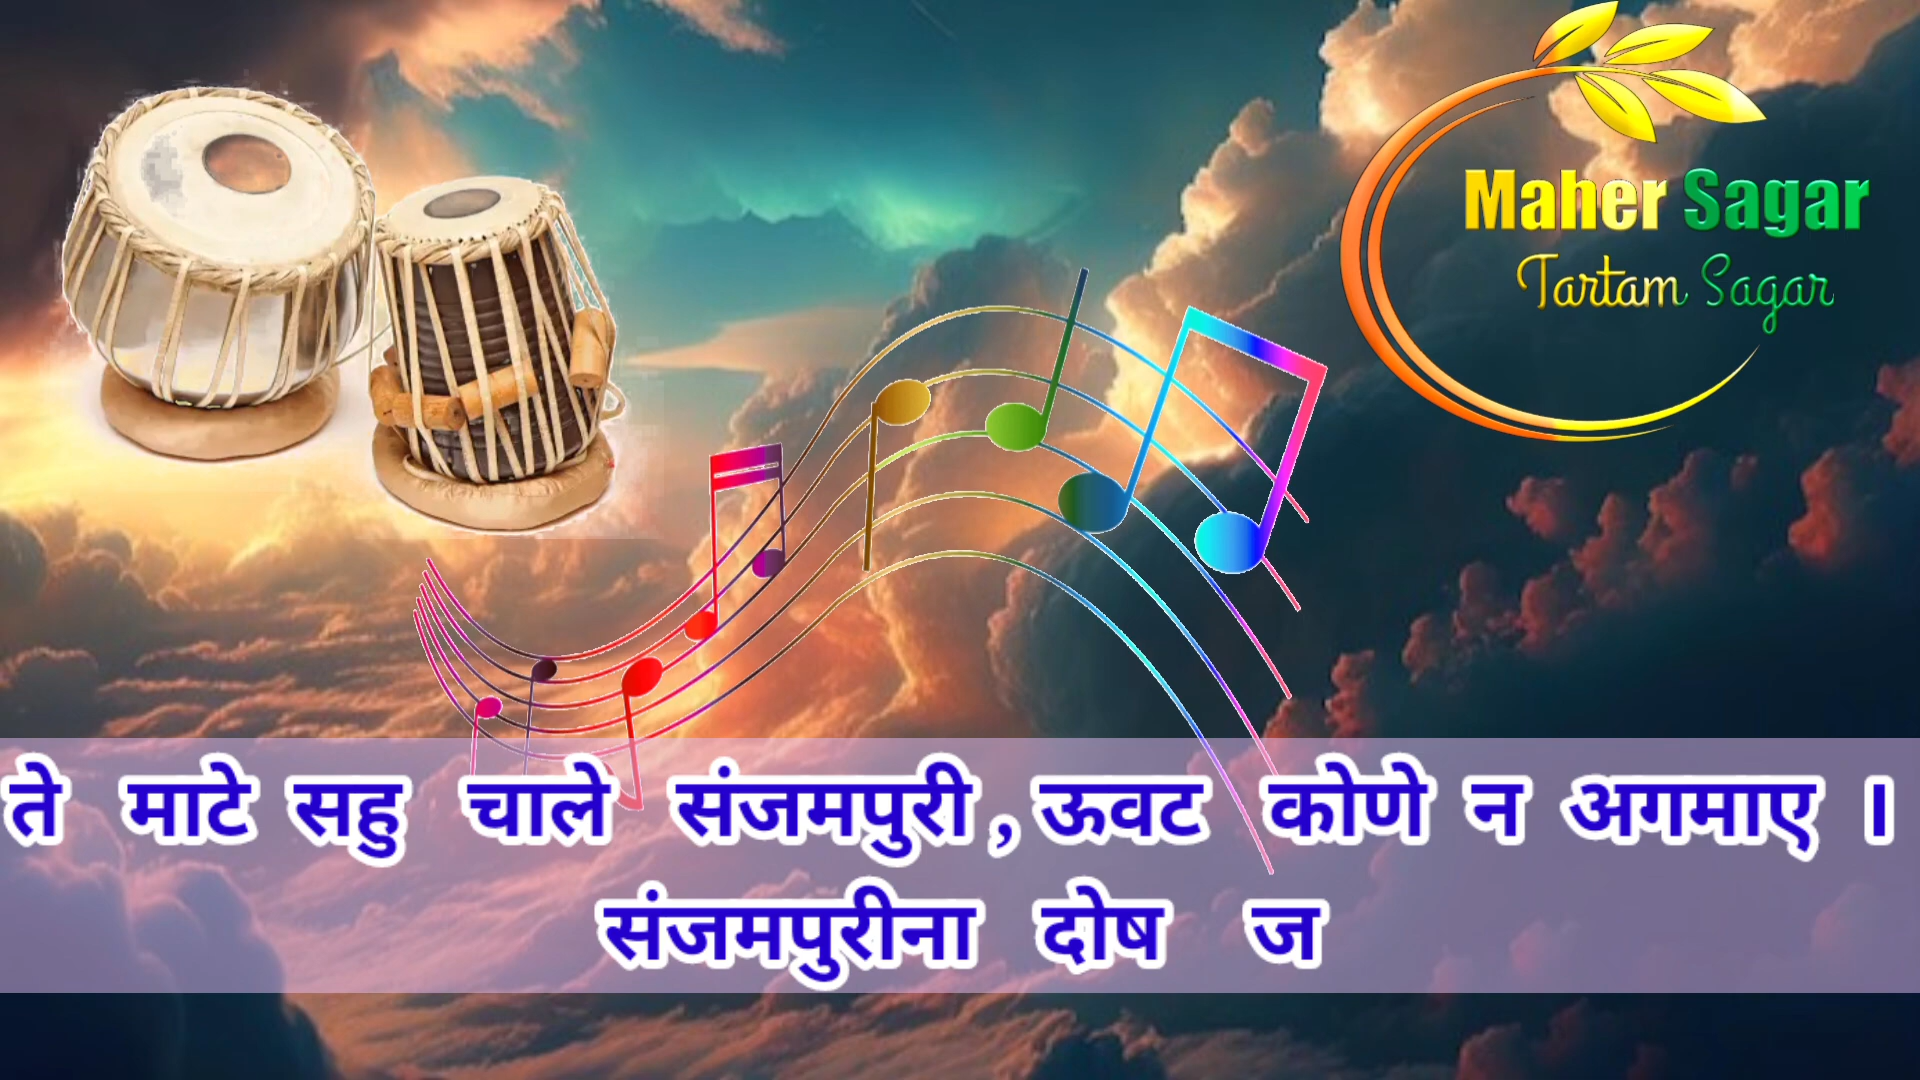 Maher Sagar
Tartam Sagar
ते माटे सहु चाले संजमपुरी , ऊवट कोणे न अगमाए ।
संजमपुरीना दोष ज